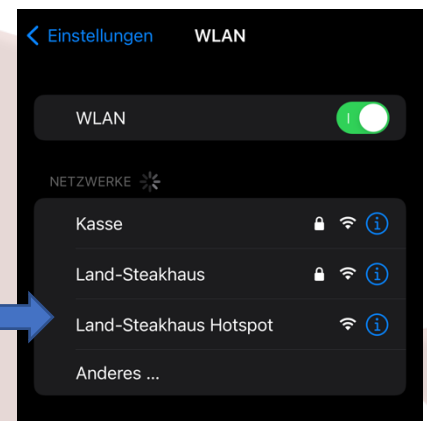 Einstellungen WLAN
WLAN
NETZWERKE
Kasse
Land-Steakhaus
Land-Steakhaus Hotspot
Anderes ...